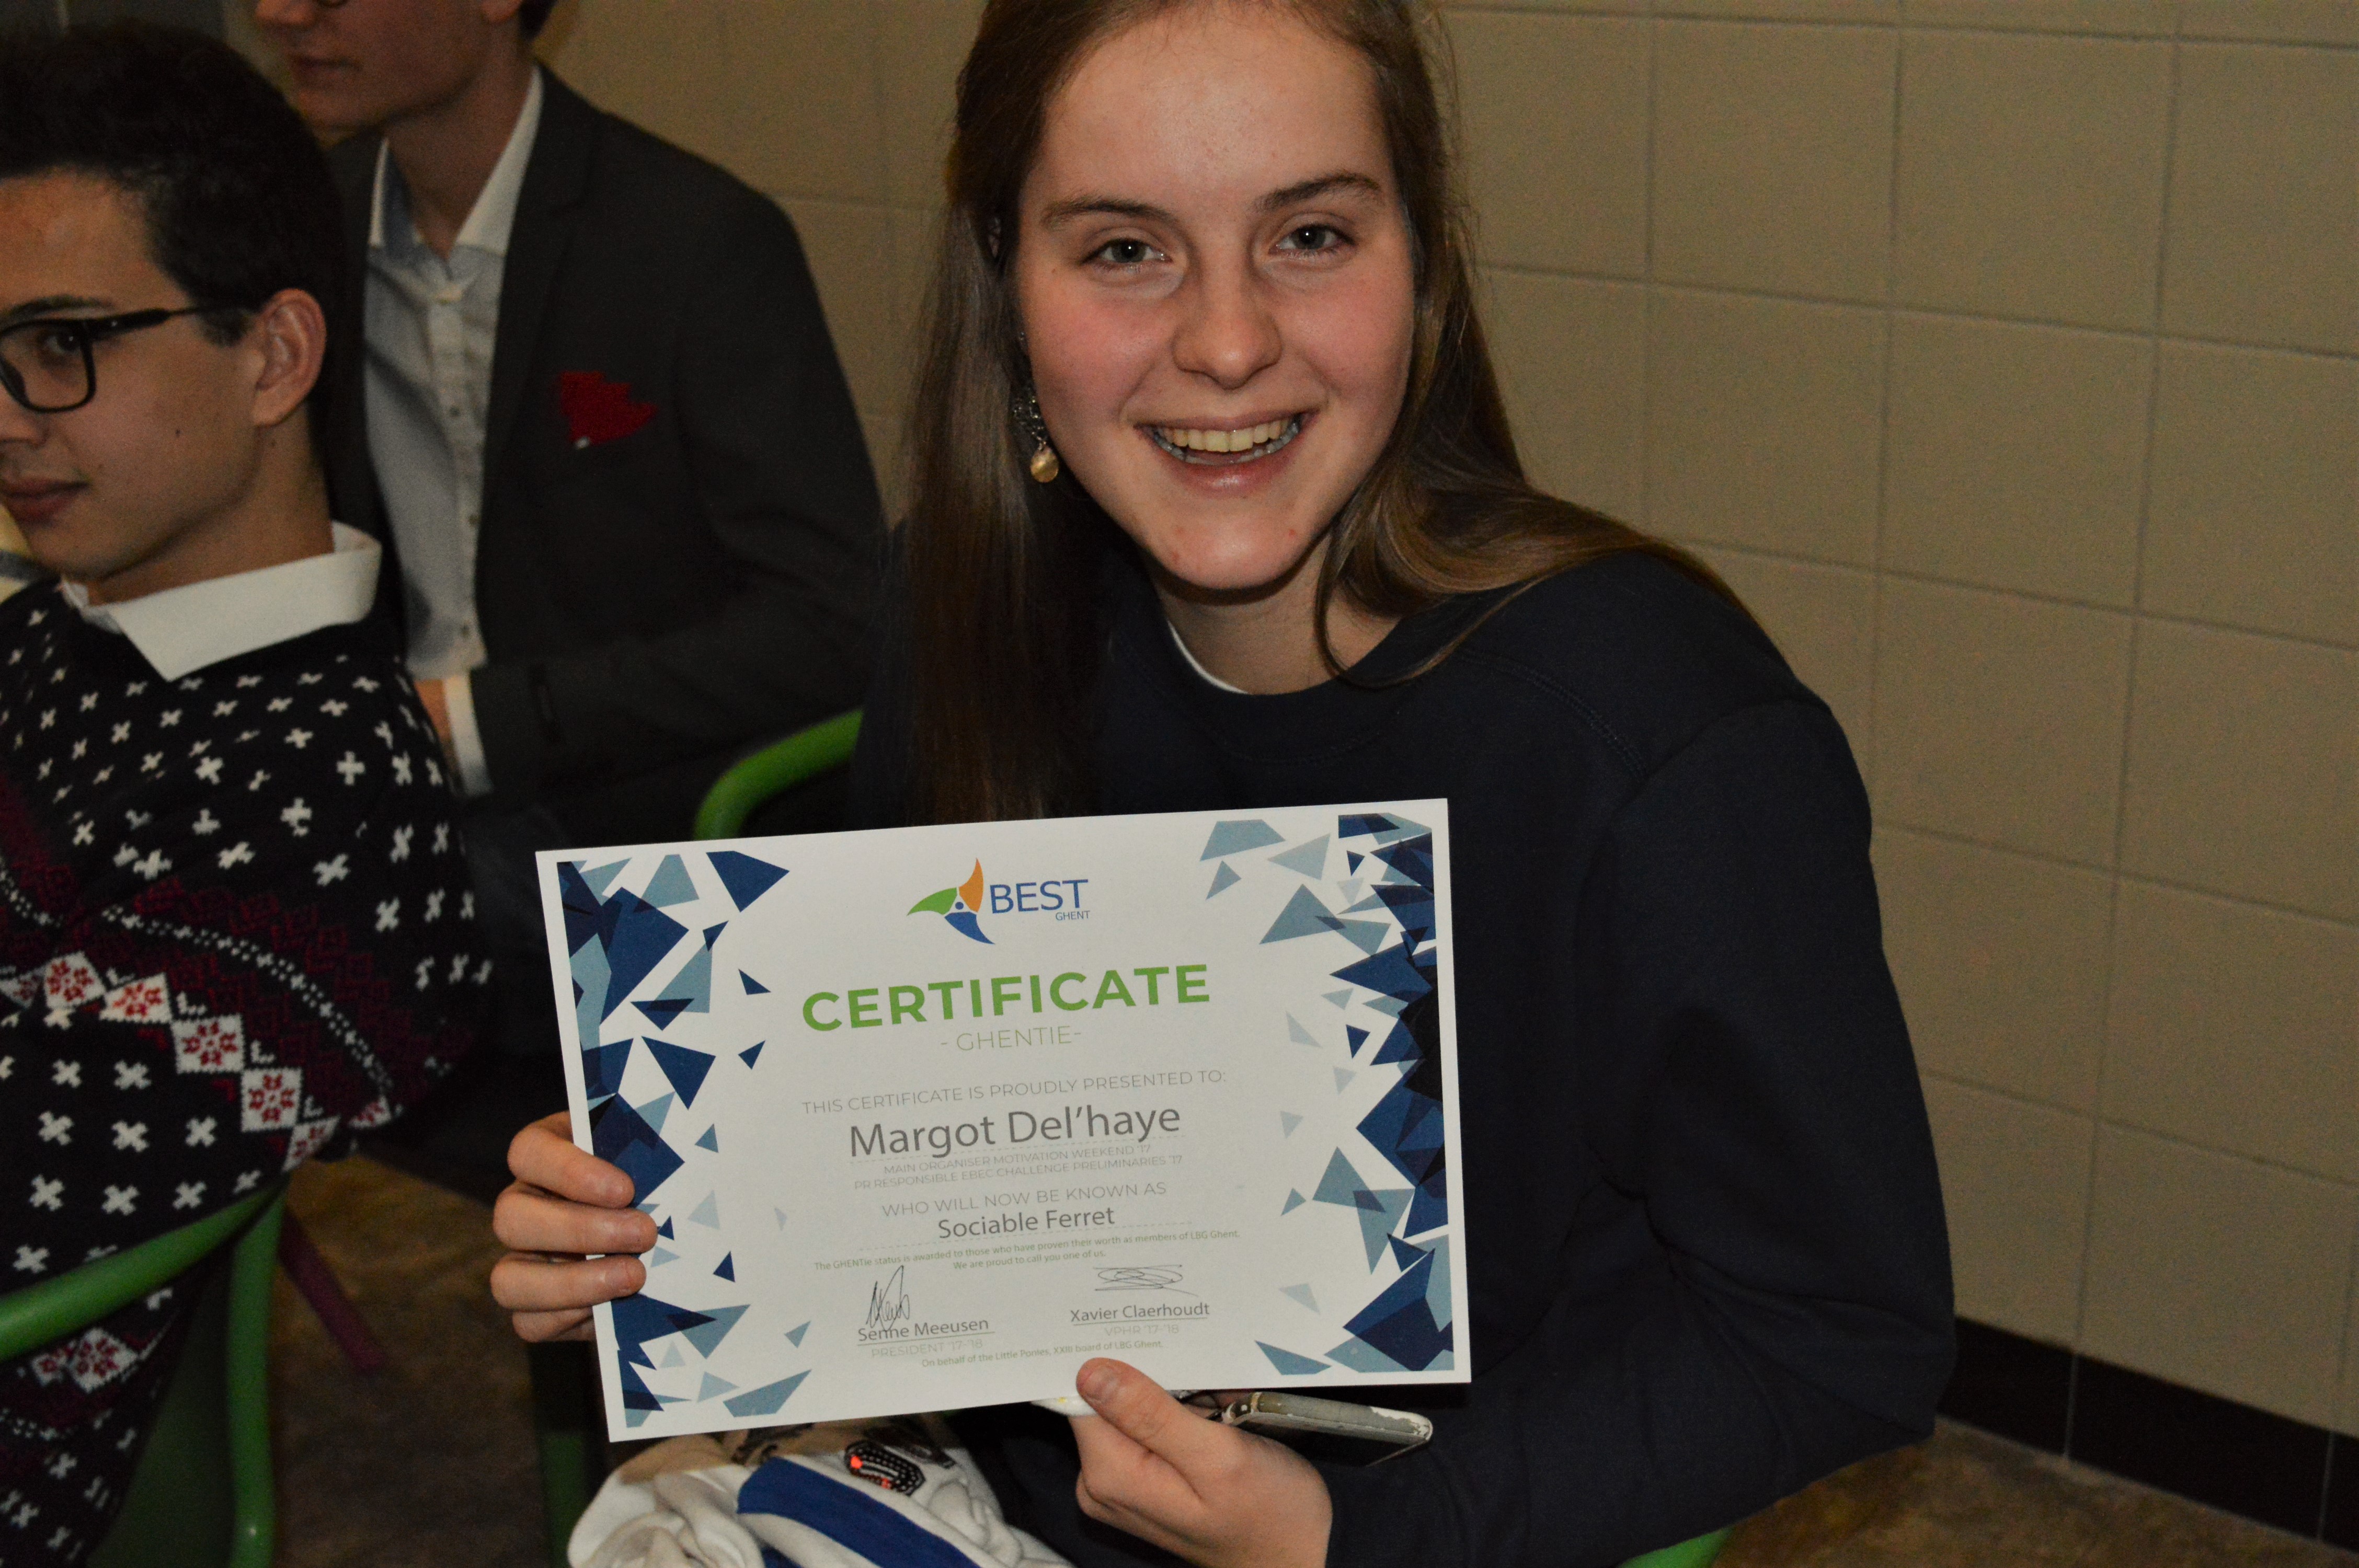 BEST
GHENT
CERTIFICATE
- GHENTIE-
THIS CERTIFICATE IS PROUDLY PRESENTED TO:
Margot Del'haye
MAIN ORGANISER MOTIVATION WEEKEND '17
PR RESPONSIBLE EBEC CHALLENGE PRELIMINARIES '17
WHO WILL NOW BE KNOWN AS
Sociable Ferret
The GHENTie status is awarded to those who have proven their worth as members of LBG Ghent.
We are proud to call you one of us.
Senne Meeusen
PRESIDENT '17-'18
Xavier Claerhoudt
VPHR '17-'18
On behalf of the Little Ponies, XXIII board of LBG Ghent.